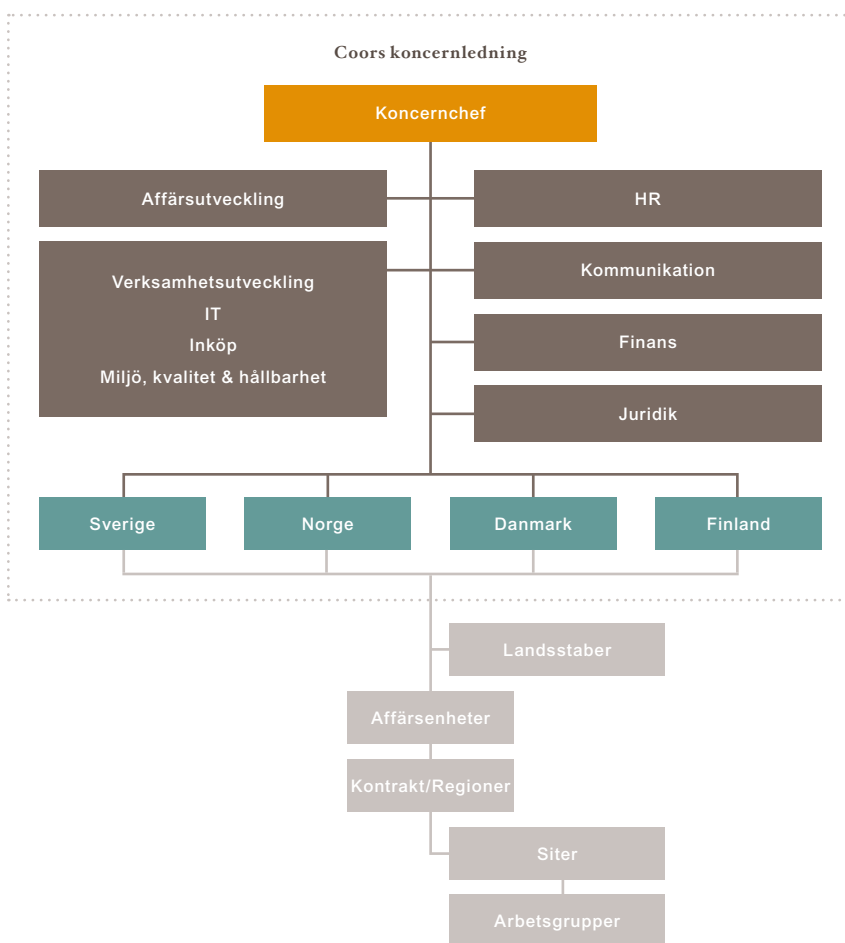 Coors koncernledning
Koncernchef
Affärsutveckling
HR
Verksamhetsutveckling
IT
Inköp
Miljö, kvalitet & hållbarhet
Kommunikation
Finans
Juridik
Sverige
Norge
Danmark
Finland
Landsstaber
Affärsenheter
Kontrakt/Regioner
Siter
Arbetsgrupper